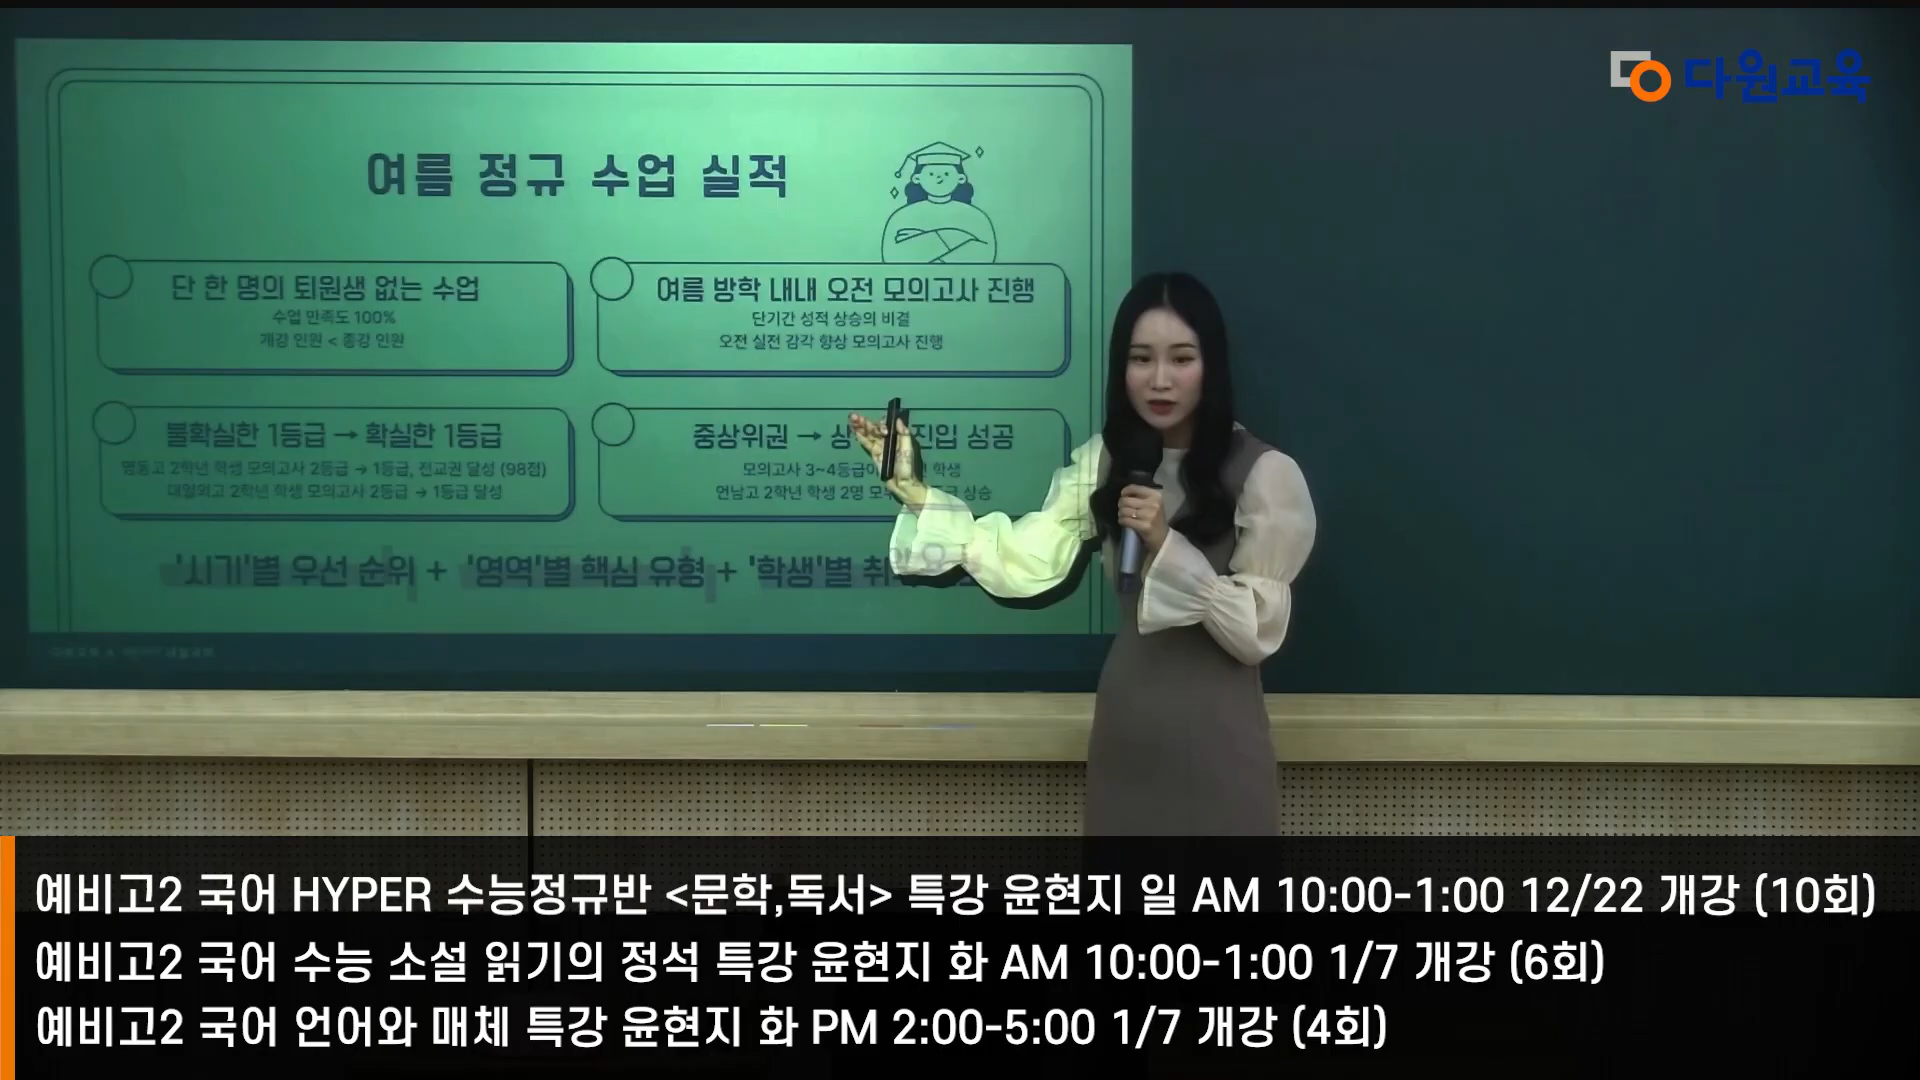 다원교육
여름 정규 수업 실적
단 한 명의 퇴원생 없는 수업
수업 만족도 100%
개강 인원 < 종강 인원
여름 방학 내내 오전 모의고사 진행
단기간 성적 상승의 비결
오전 실전 감각 향상 모의고사 진행
불확실한 1등급 → 확실한 1등급
영동고 2학년 학생 모의고사 2등급 → 1등급, 전교권 달성 (98점)
대일외고 2학년 학생 모의고사 2등급 → 1등급 달성
중상위권 → 진입 성공
모의고사 3~4등급 학생
언남고 2학년 학생 2명 상승
'시기'별 우선 순위 + '영역'별 핵심 유형 + '학생'별
예비고2 국어 HYPER 수능정규반 <문학,독서> 특강 윤현지 일 AM 10:00-1:00 12/22 개강 (10회)
예비고2 국어 수능 소설 읽기의 정석 특강 윤현지 화 AM 10:00-1:00 1/7 개강 (6회)
예비고2 국어 언어와 매체 특강 윤현지 화 PM 2:00-5:00 1/7 개강 (4회)